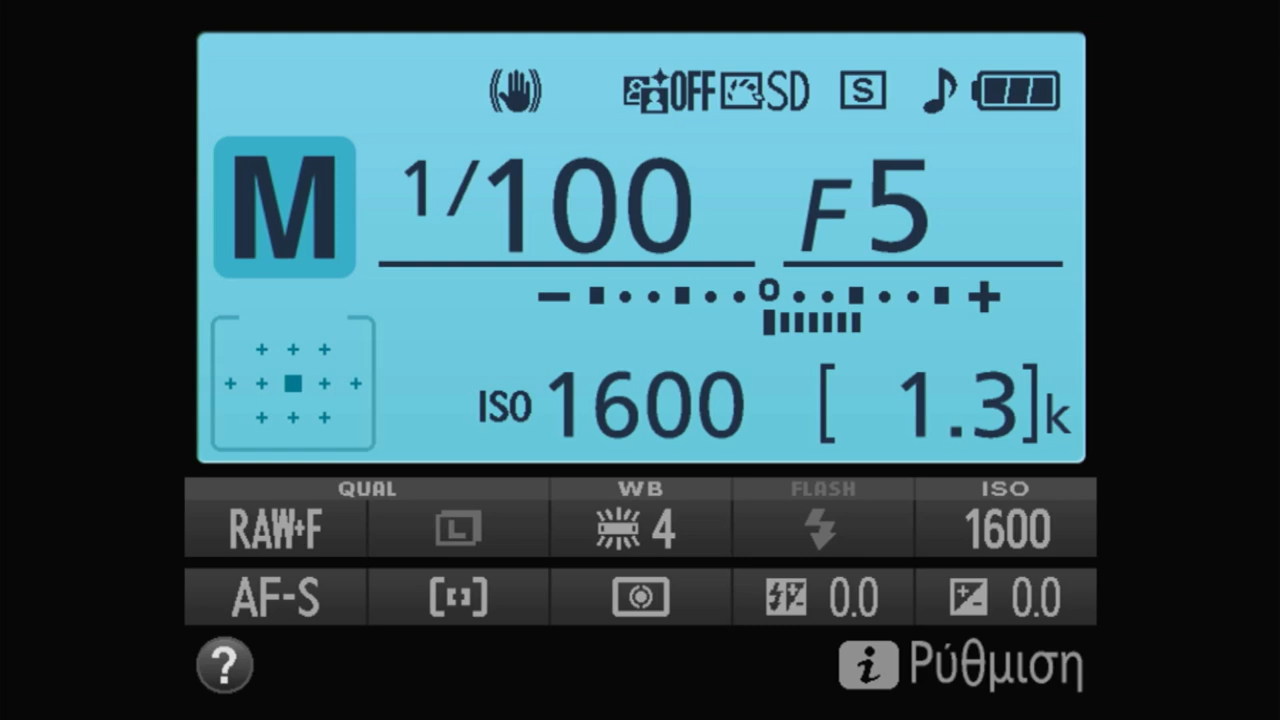 OFF SD S
M 1/100 F5
− 0 +
ISO 1600 [ 1.3]k
QUAL WB FLASH ISO
RAW+F L 4 1600
AF-S [ ] 0.0 0.0
? i Ρύθμιση